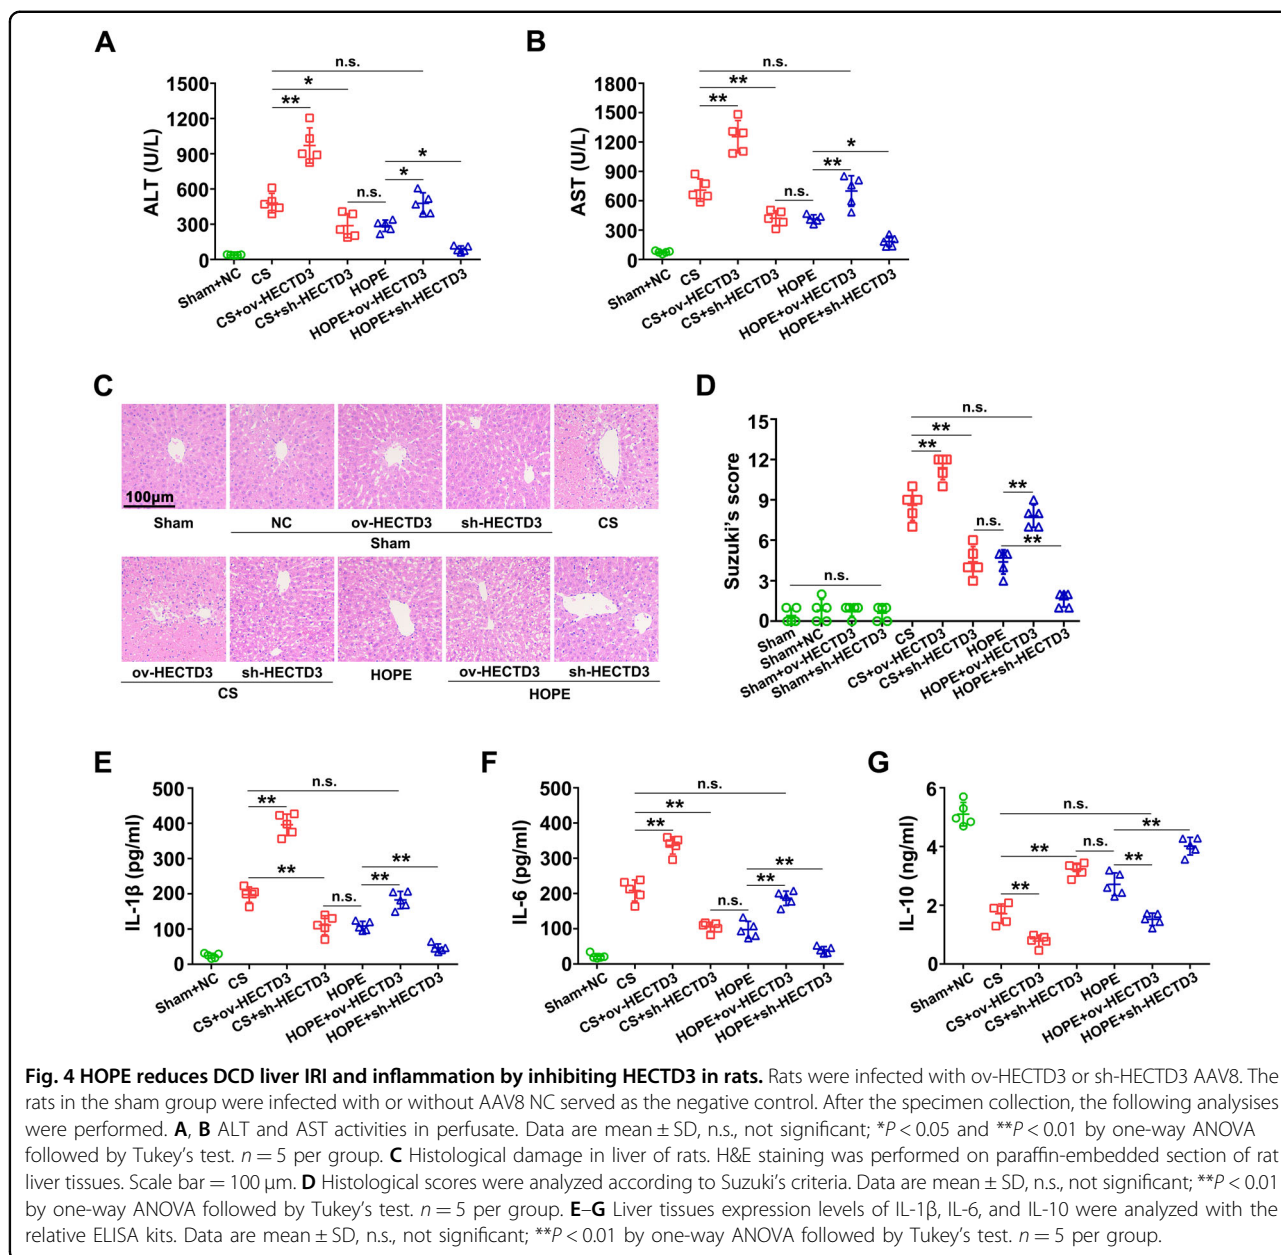 A
ALT (U/L)
1500
1200
900
600
300
0
n.s.
*
**
n.s.
*
*
Sham+NC
CS
CS+ov-HECTD3
CS+sh-HECTD3
HOPE
HOPE+ov-HECTD3
HOPE+sh-HECTD3
B
AST (U/L)
1800
1500
1200
900
600
300
0
n.s.
**
**
n.s.
*
**
Sham+NC
CS
CS+ov-HECTD3
CS+sh-HECTD3
HOPE
HOPE+ov-HECTD3
HOPE+sh-HECTD3
C
100μm
Sham
NC
ov-HECTD3
sh-HECTD3
CS
Sham
ov-HECTD3
sh-HECTD3
HOPE
ov-HECTD3
sh-HECTD3
CS
HOPE
D
Suzuki's score
15
12
9
6
3
0
n.s.
**
**
n.s.
**
**
n.s.
Sham
Sham+NC
Sham+ov-HECTD3
Sham+sh-HECTD3
CS
CS+ov-HECTD3
CS+sh-HECTD3
HOPE
HOPE+ov-HECTD3
HOPE+sh-HECTD3
E
IL-1β (pg/ml)
500
400
300
200
100
0
n.s.
**
**
n.s.
**
**
Sham+NC
CS
CS+ov-HECTD3
CS+sh-HECTD3
HOPE
HOPE+ov-HECTD3
HOPE+sh-HECTD3
F
IL-6 (pg/ml)
500
400
300
200
100
0
n.s.
**
**
n.s.
**
**
Sham+NC
CS
CS+ov-HECTD3
CS+sh-HECTD3
HOPE
HOPE+ov-HECTD3
HOPE+sh-HECTD3
G
IL-10 (ng/ml)
6
4
2
0
n.s.
**
**
n.s.
**
**
Sham+NC
CS
CS+ov-HECTD3
CS+sh-HECTD3
HOPE
HOPE+ov-HECTD3
HOPE+sh-HECTD3
Fig. 4 HOPE reduces DCD liver IRI and inflammation by inhibiting HECTD3 in rats. Rats were infected with ov-HECTD3 or sh-HECTD3 AAV8. The
rats in the sham group were infected with or without AAV8 NC served as the negative control. After the specimen collection, the following analysises
were performed. A, B ALT and AST activities in perfusate. Data are mean ± SD, n.s., not significant; *P < 0.05 and **P < 0.01 by one-way ANOVA
followed by Tukey's test. n = 5 per group. C Histological damage in liver of rats. H&E staining was performed on paraffin-embedded section of rat
liver tissues. Scale bar = 100 μm. D Histological scores were analyzed according to Suzuki's criteria. Data are mean ± SD, n.s., not significant; **P < 0.01
by one-way ANOVA followed by Tukey's test. n = 5 per group. E–G Liver tissues expression levels of IL-1β, IL-6, and IL-10 were analyzed with the
relative ELISA kits. Data are mean ± SD, n.s., not significant; **P < 0.01 by one-way ANOVA followed by Tukey's test. n = 5 per group.